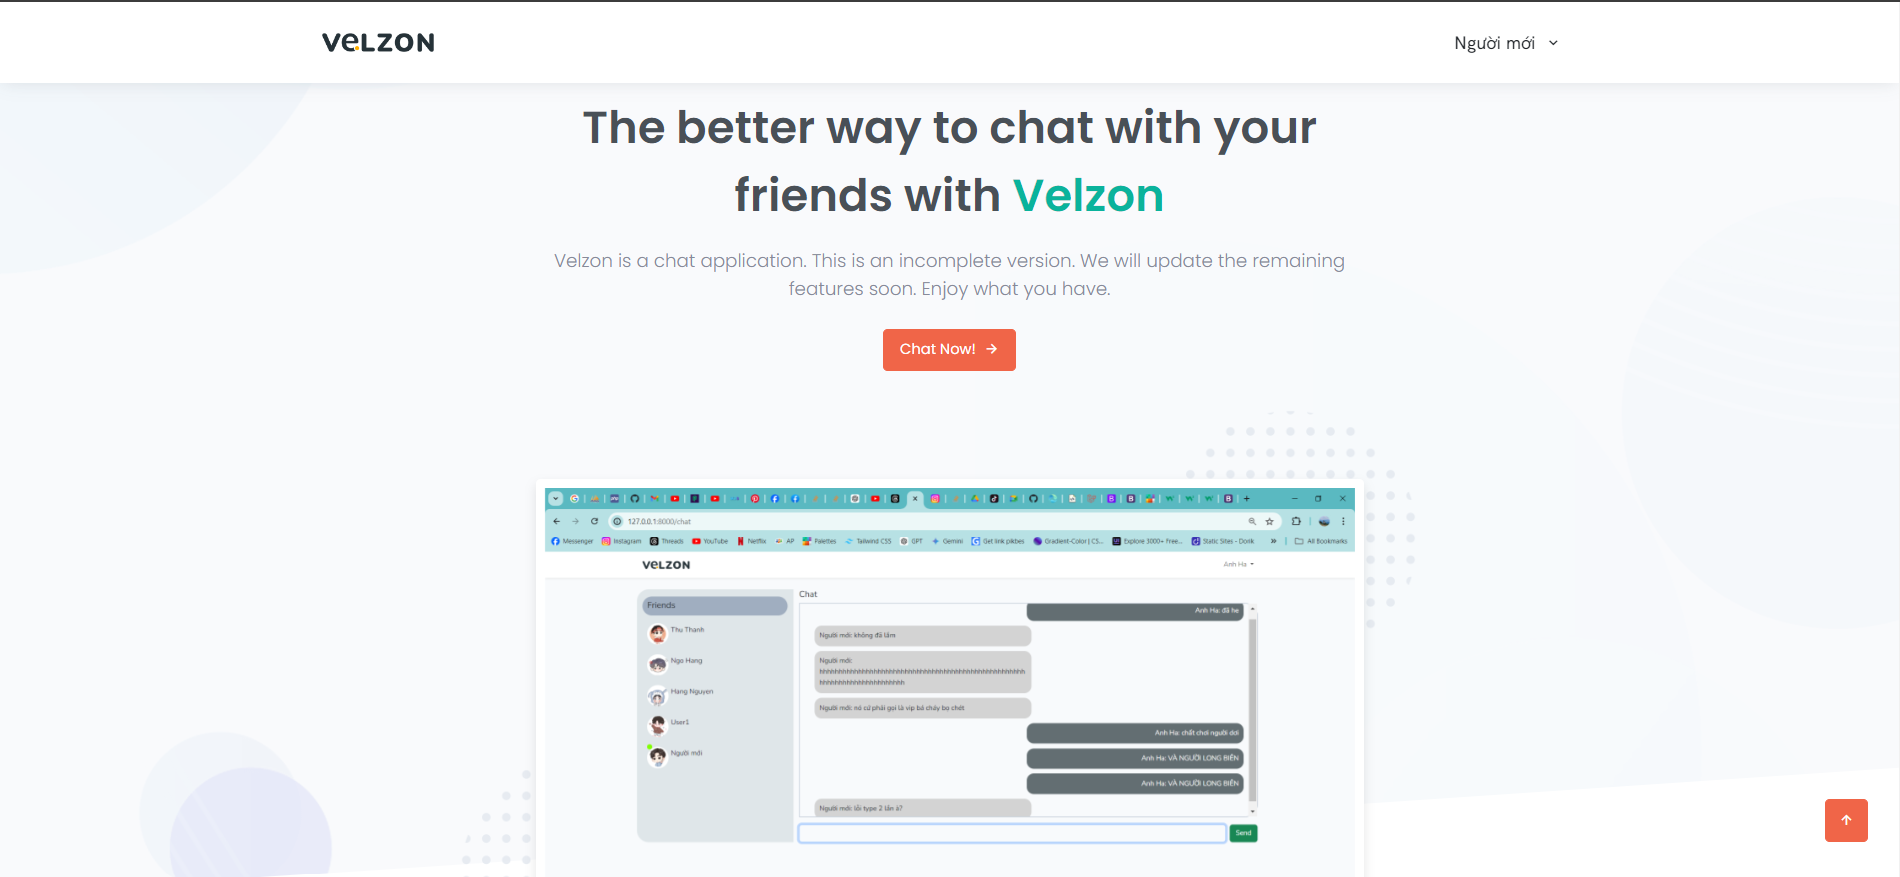 VELZON
Người mới
The better way to chat with your
friends with Velzon
Velzon is a chat application. This is an incomplete version. We will update the remaining
features soon. Enjoy what you have.
Chat Now!
127.0.0.1:8000/chat
Messenger Instagram Threads YouTube Netflix AP Palettes Tailwind CSS GPT Gemini Get link pikbes Gradient-Color | CS... Explore 3000+ Free... Static Sites - Dorik » All Bookmarks
VELZON
Anh Ha
Friends
Thu Thanh
Ngo Hang
Hang Nguyen
User1
Người mới
Chat
Anh Ha: đã he
Người mới: không đã lắm
Người mới:
Người mới: nó cứ phải gọi là vip bá cháy bọ chét
Anh Ha: chất chơi người dơi
Anh Ha: VÀ NGƯỜI LONG BIÊN
Anh Ha: VÀ NGƯỜI LONG BIÊN
Người mới: lỗi type 2 lần à?
Send